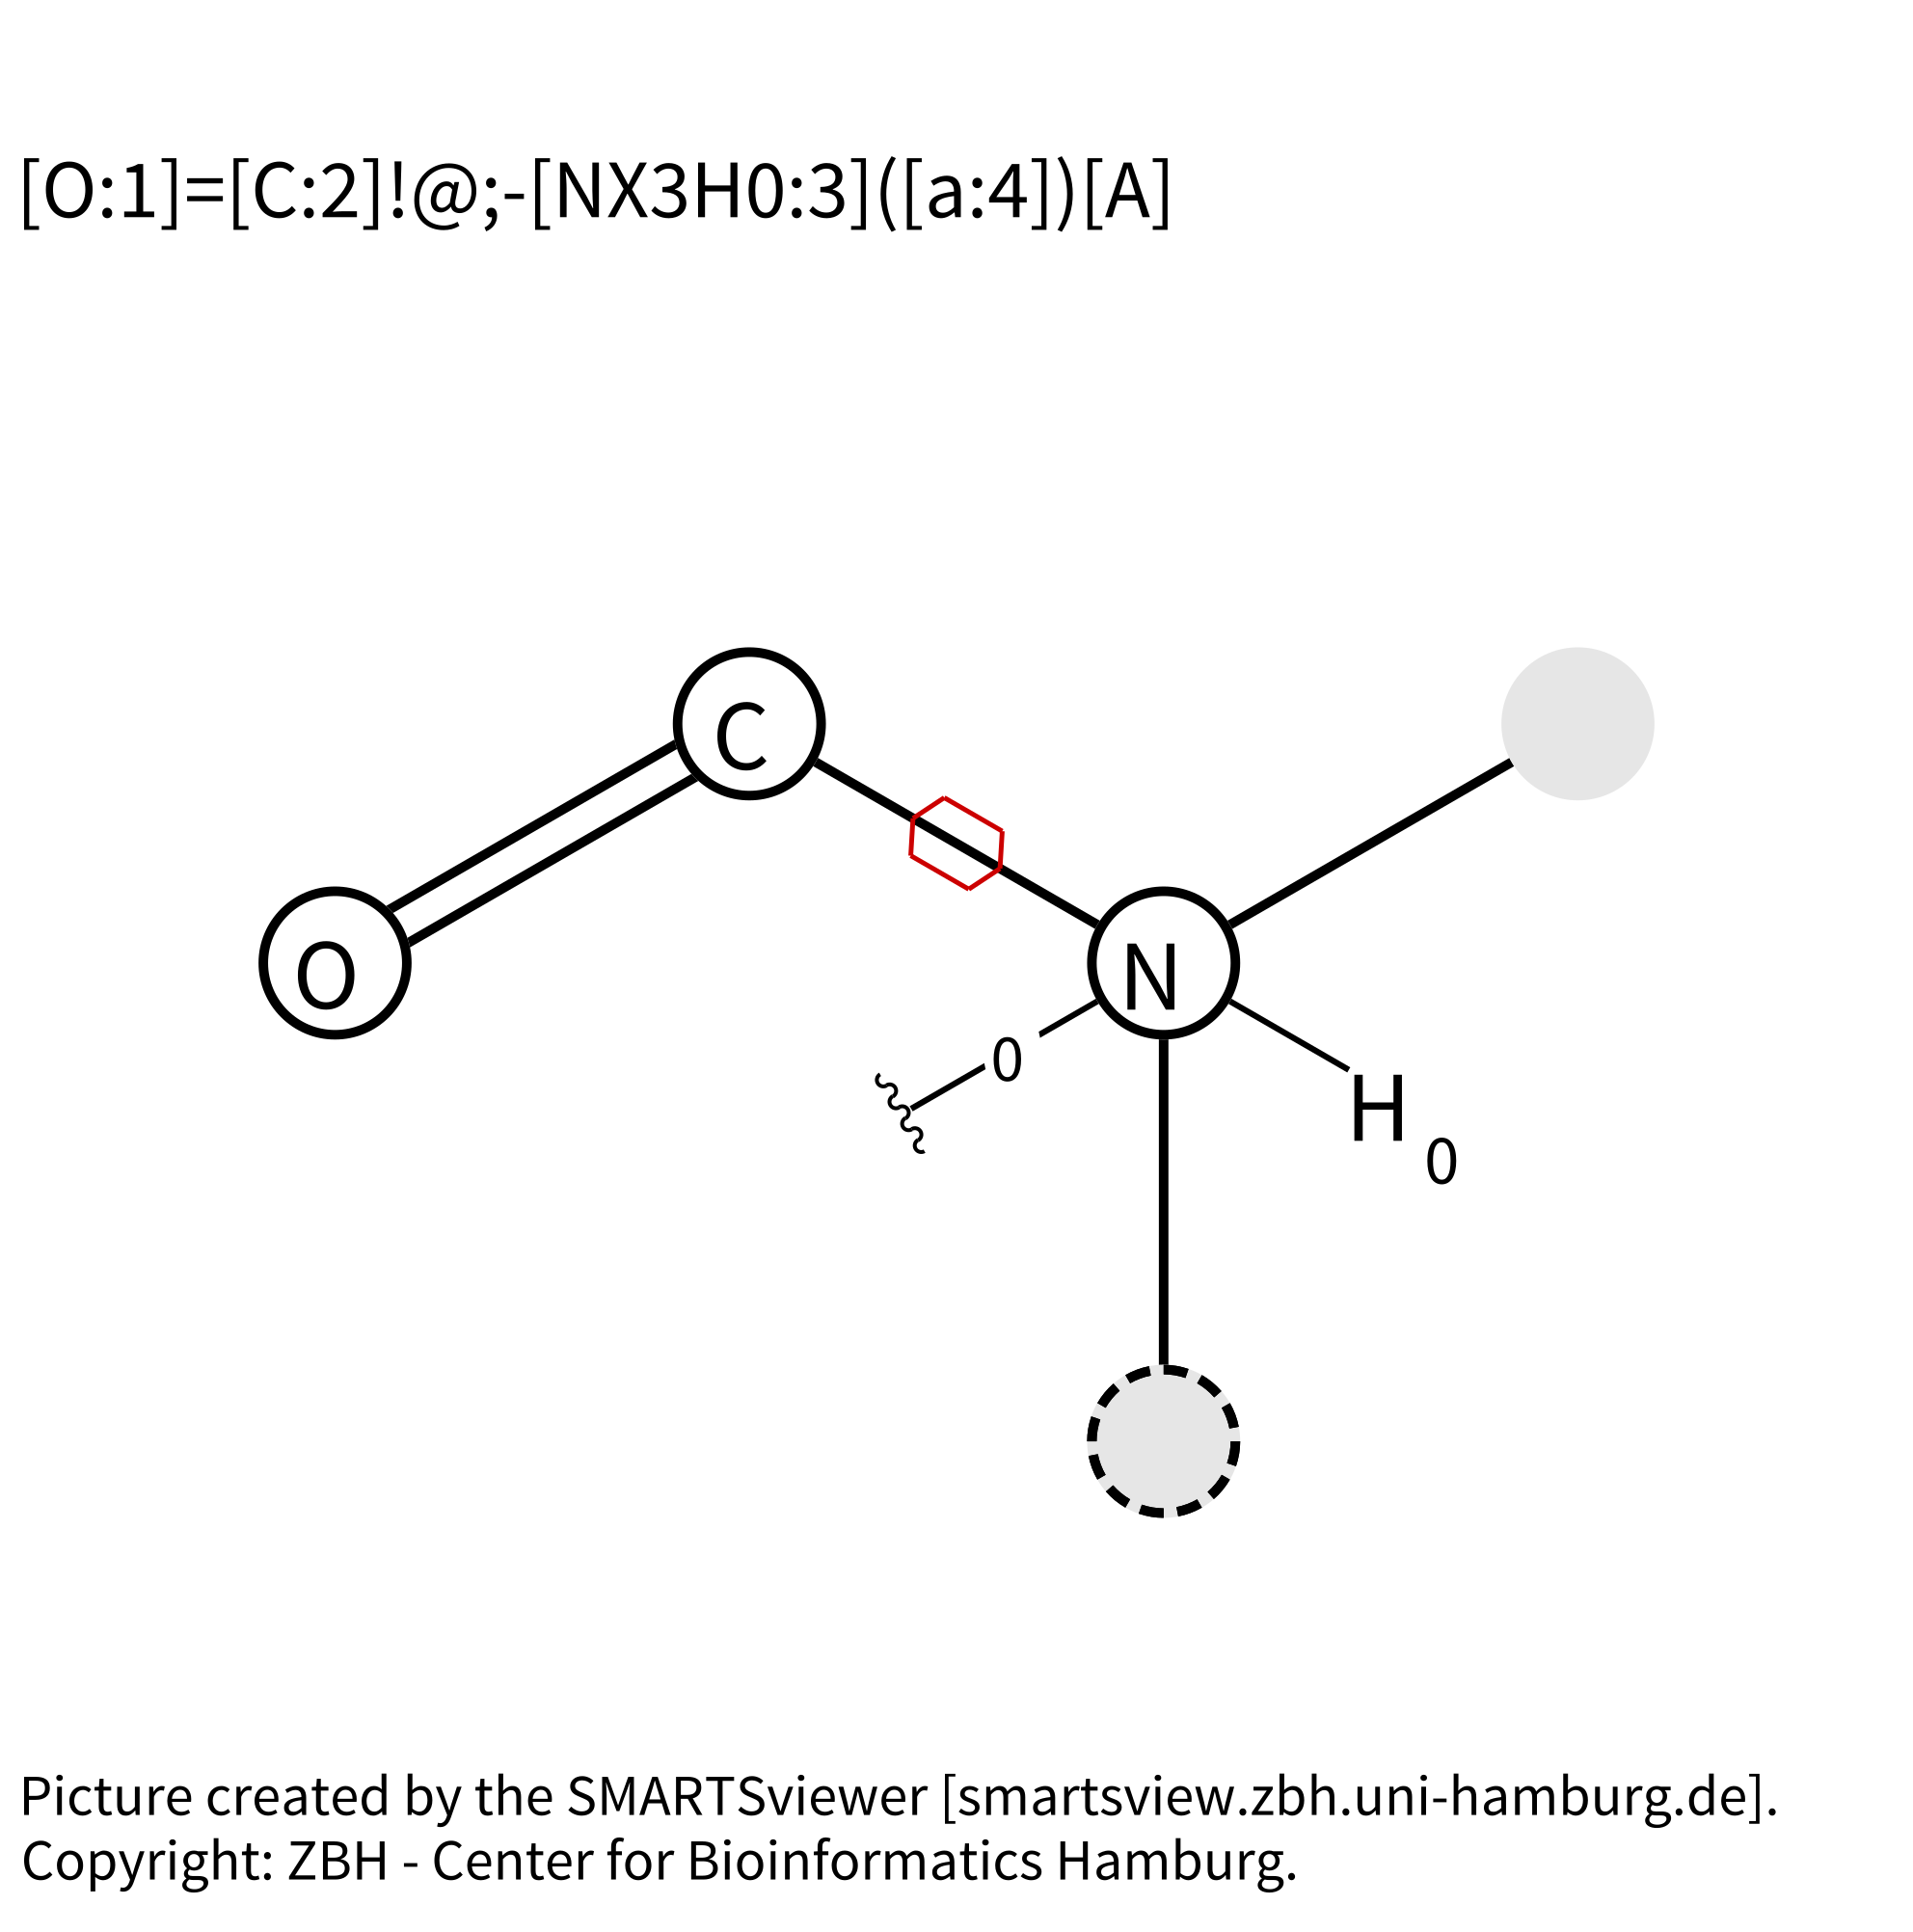 [O:1]=[C:2]!@;-[NX3H0:3]([a:4])[A]
C
O
N
0
H
0
Picture created by the SMARTSviewer [smartsview.zbh.uni-hamburg.de].
Copyright: ZBH - Center for Bioinformatics Hamburg.